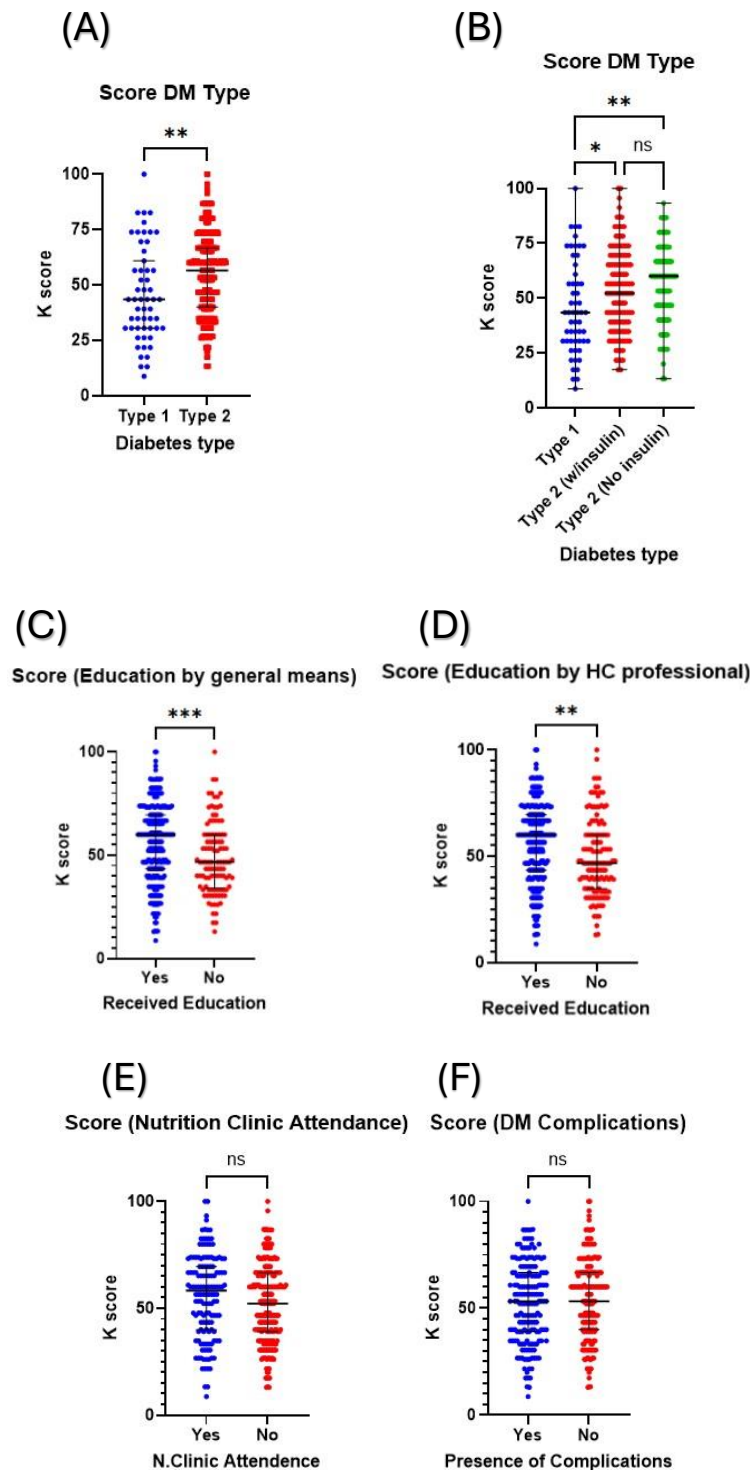 (A)
Score DM Type
**
100
75
50
25
0
K score
Type 1 Type 2
Diabetes type
(B)
Score DM Type
**
* ns
100
75
50
25
0
K score
Type 1
Type 2 (w/insulin)
Type 2 (No insulin)
Diabetes type
(C)
Score (Education by general means)
***
100
50
0
K score
Yes No
Received Education
(D)
Score (Education by HC professional)
**
100
50
0
K score
Yes No
Received Education
(E)
Score (Nutrition Clinic Attendance)
ns
100
50
0
K score
Yes No
N.Clinic Attendence
(F)
Score (DM Complications)
ns
100
50
0
K score
Yes No
Presence of Complications